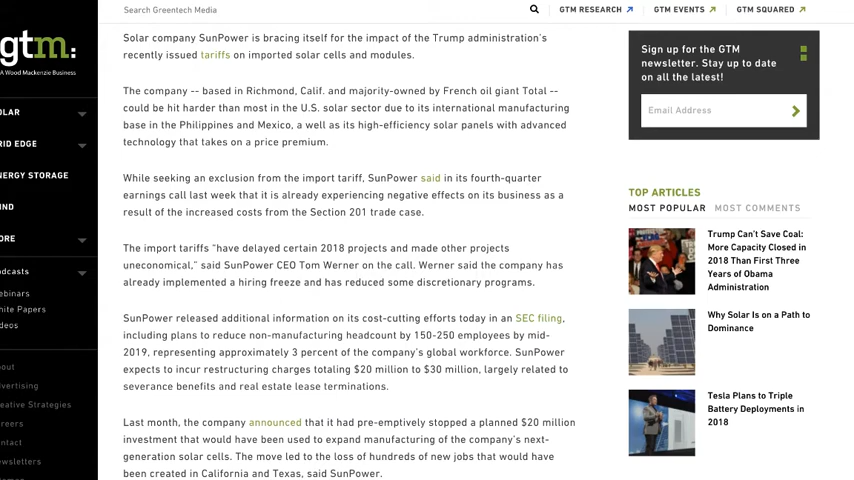 Search Greentech Media
GTM RESEARCH
GTM EVENTS
GTM SQUARED
gtm:
A Wood Mackenzie Business
OLAR
RID EDGE
NERGY STORAGE
IND
ORE
odcasts
ebinars
hite Papers
deos
out
vertising
eative Strategies
reers
ntact
wsletters
Solar company SunPower is bracing itself for the impact of the Trump administration's
recently issued tariffs on imported solar cells and modules.
The company -- based in Richmond, Calif. and majority-owned by French oil giant Total --
could be hit harder than most in the U.S. solar sector due to its international manufacturing
base in the Philippines and Mexico, a well as its high-efficiency solar panels with advanced
technology that takes on a price premium.
While seeking an exclusion from the import tariff, SunPower said in its fourth-quarter
earnings call last week that it is already experiencing negative effects on its business as a
result of the increased costs from the Section 201 trade case.
The import tariffs "have delayed certain 2018 projects and made other projects
uneconomical," said SunPower CEO Tom Werner on the call. Werner said the company has
already implemented a hiring freeze and has reduced some discretionary programs.
SunPower released additional information on its cost-cutting efforts today in an SEC filing,
including plans to reduce non-manufacturing headcount by 150-250 employees by mid-
2019, representing approximately 3 percent of the company's global workforce. SunPower
expects to incur restructuring charges totaling $20 million to $30 million, largely related to
severance benefits and real estate lease terminations.
Last month, the company announced that it had pre-emptively stopped a planned $20 million
investment that would have been used to expand manufacturing of the company's next-
generation solar cells. The move led to the loss of hundreds of new jobs that would have
been created in California and Texas, said SunPower.
Sign up for the GTM
newsletter. Stay up to date
on all the latest!
Email Address
TOP ARTICLES
MOST POPULAR MOST COMMENTS
Trump Can't Save Coal:
More Capacity Closed in
2018 Than First Three
Years of Obama
Administration
Why Solar Is on a Path to
Dominance
Tesla Plans to Triple
Battery Deployments in
2018